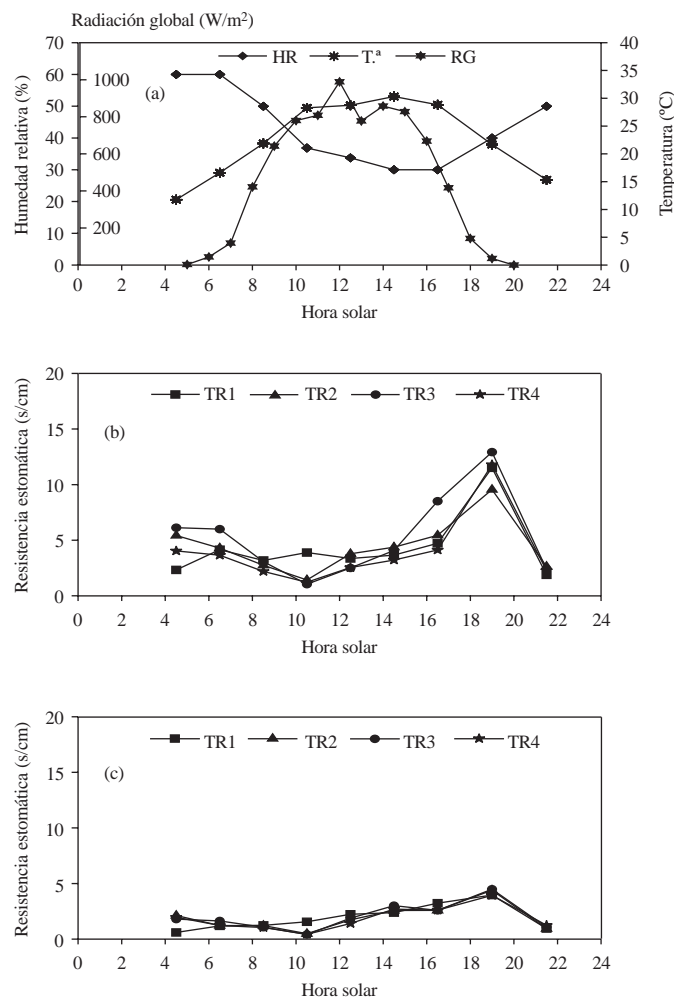 Radiación global (W/m²)
70 60 50 40 30 20 10 0
Humedad relativa (%)
1000 800 600 400 200
HR T.ª RG
(a)
40 35 30 25 20 15 10 5 0
Temperatura (ºC)
0 2 4 6 8 10 12 14 16 18 20 22 24
Hora solar
20 15 10 5 0
Resistencia estomática (s/cm)
TR1 TR2 TR3 TR4
(b)
0 2 4 6 8 10 12 14 16 18 20 22 24
Hora solar
20 15 10 5 0
Resistencia estomática (s/cm)
TR1 TR2 TR3 TR4
(c)
0 2 4 6 8 10 12 14 16 18 20 22 24
Hora solar